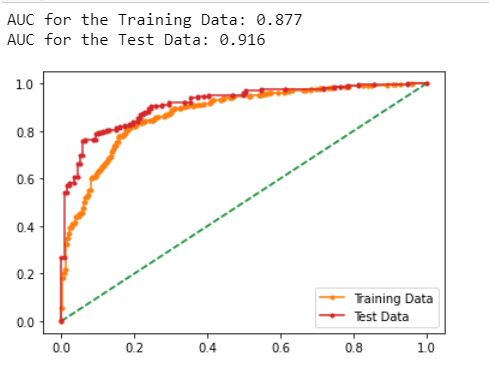 AUC for the Training Data: 0.877
AUC for the Test Data: 0.916
1.0
0.8
0.6
0.4
0.2
0.0
Training Data
Test Data
0.0 0.2 0.4 0.6 0.8 1.0